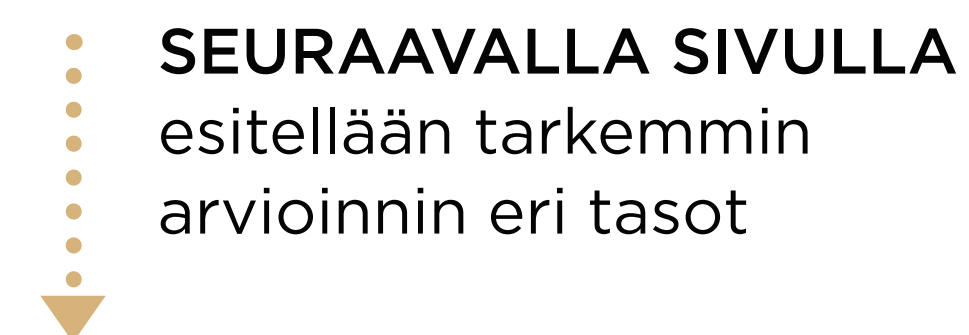 SEURAAVALLA SIVULLA
esitellään tarkemmin
arvioinnin eri tasot